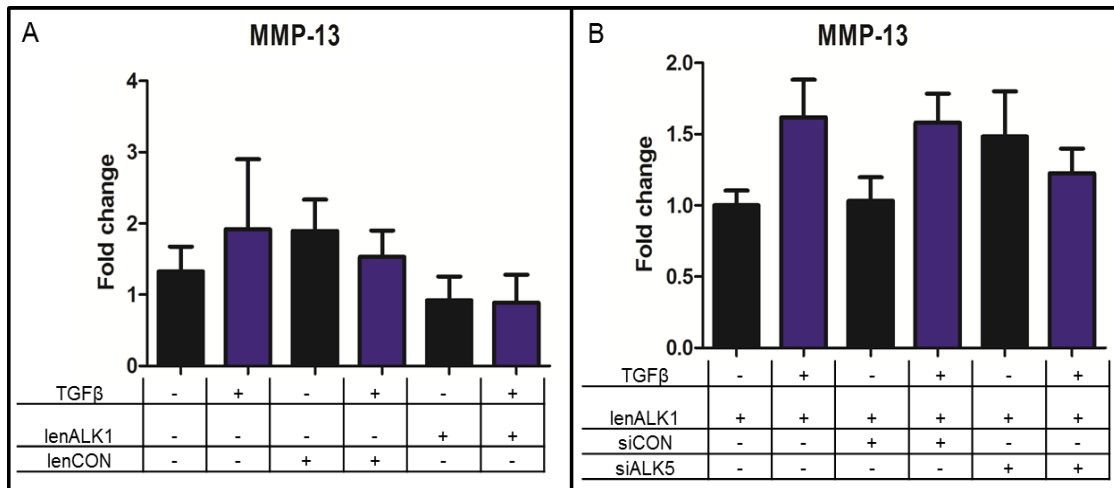 A
MMP-13
4
3
2
1
0
Fold change
TGFβ - + - + - +
lenALK1 - - - - + +
lenCON - - + + - -
B
MMP-13
2.0
1.5
1.0
0.5
0.0
Fold change
TGFβ - + - + - +
lenALK1 + + + + + +
siCON - - + + - -
siALK5 - - - - + +